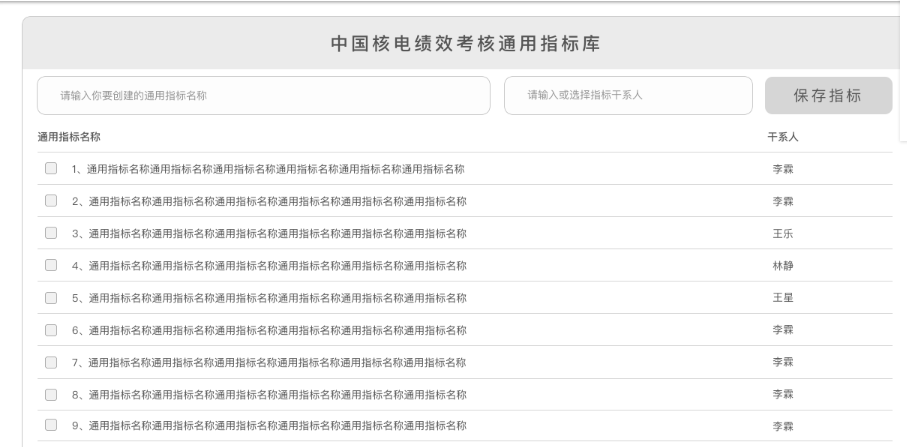 中国核电绩效考核通用指标库
请输入你要创建的通用指标名称 请输入或选择指标干系人 保存指标
通用指标名称 干系人
1、通用指标名称通用指标名称通用指标名称通用指标名称通用指标名称通用指标名称 李霖
2、通用指标名称通用指标名称通用指标名称通用指标名称通用指标名称通用指标名称 李霖
3、通用指标名称通用指标名称通用指标名称通用指标名称通用指标名称通用指标名称 王乐
4、通用指标名称通用指标名称通用指标名称通用指标名称通用指标名称通用指标名称 林静
5、通用指标名称通用指标名称通用指标名称通用指标名称通用指标名称通用指标名称 王星
6、通用指标名称通用指标名称通用指标名称通用指标名称通用指标名称通用指标名称 李霖
7、通用指标名称通用指标名称通用指标名称通用指标名称通用指标名称通用指标名称 李霖
8、通用指标名称通用指标名称通用指标名称通用指标名称通用指标名称通用指标名称 李霖
9、通用指标名称通用指标名称通用指标名称通用指标名称通用指标名称通用指标名称 李霖